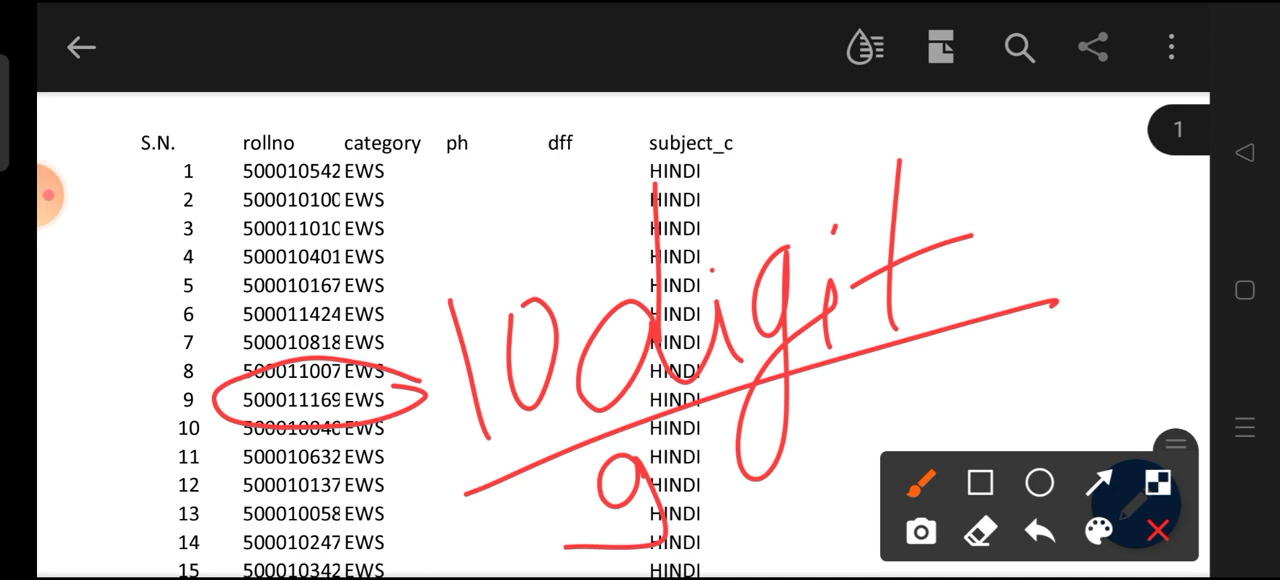 1
S.N. rollno category ph dff subject_c
1 500010542 EWS HINDI
2 500010100 EWS HINDI
3 500011010 EWS HINDI
4 500010401 EWS HINDI
5 500010167 EWS HINDI
6 500011424 EWS HINDI
7 500010818 EWS HINDI
8 500011007 EWS HINDI
9 500011169 EWS HINDI
10 500010040 EWS HINDI
11 500010632 EWS HINDI
12 500010137 EWS HINDI
13 500010058 EWS HINDI
14 500010247 EWS HINDI
15 500010342 EWS HINDI
10 digit
9